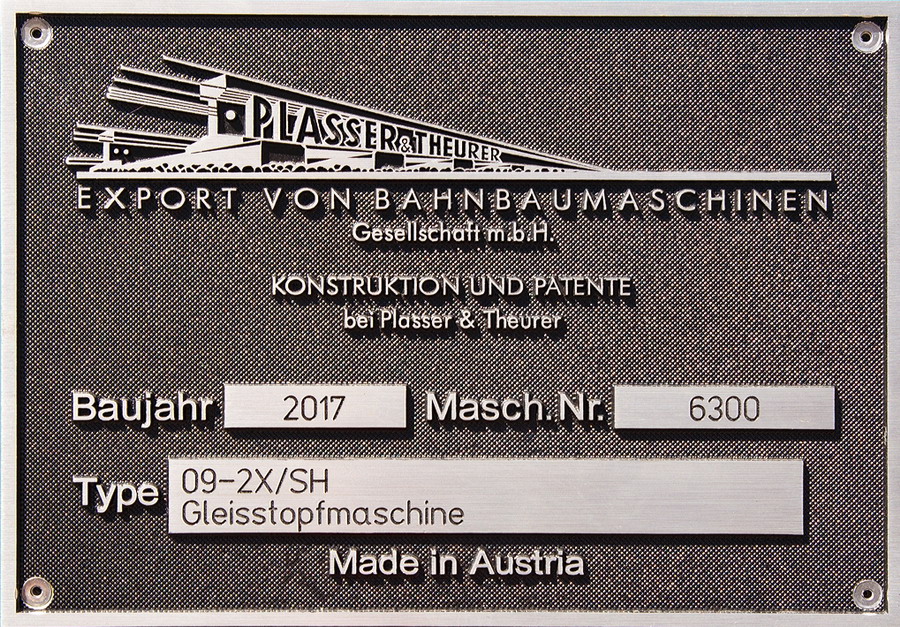 PLASSER & THEURER
EXPORT VON BAHNBAUMASCHINEN
Gesellschaft m.b.H.
KONSTRUKTION UND PATENTE
bei Plasser & Theurer
Baujahr 2017 Masch.Nr. 6300
Type 09-2X/SH
Gleisstopfmaschine
Made in Austria